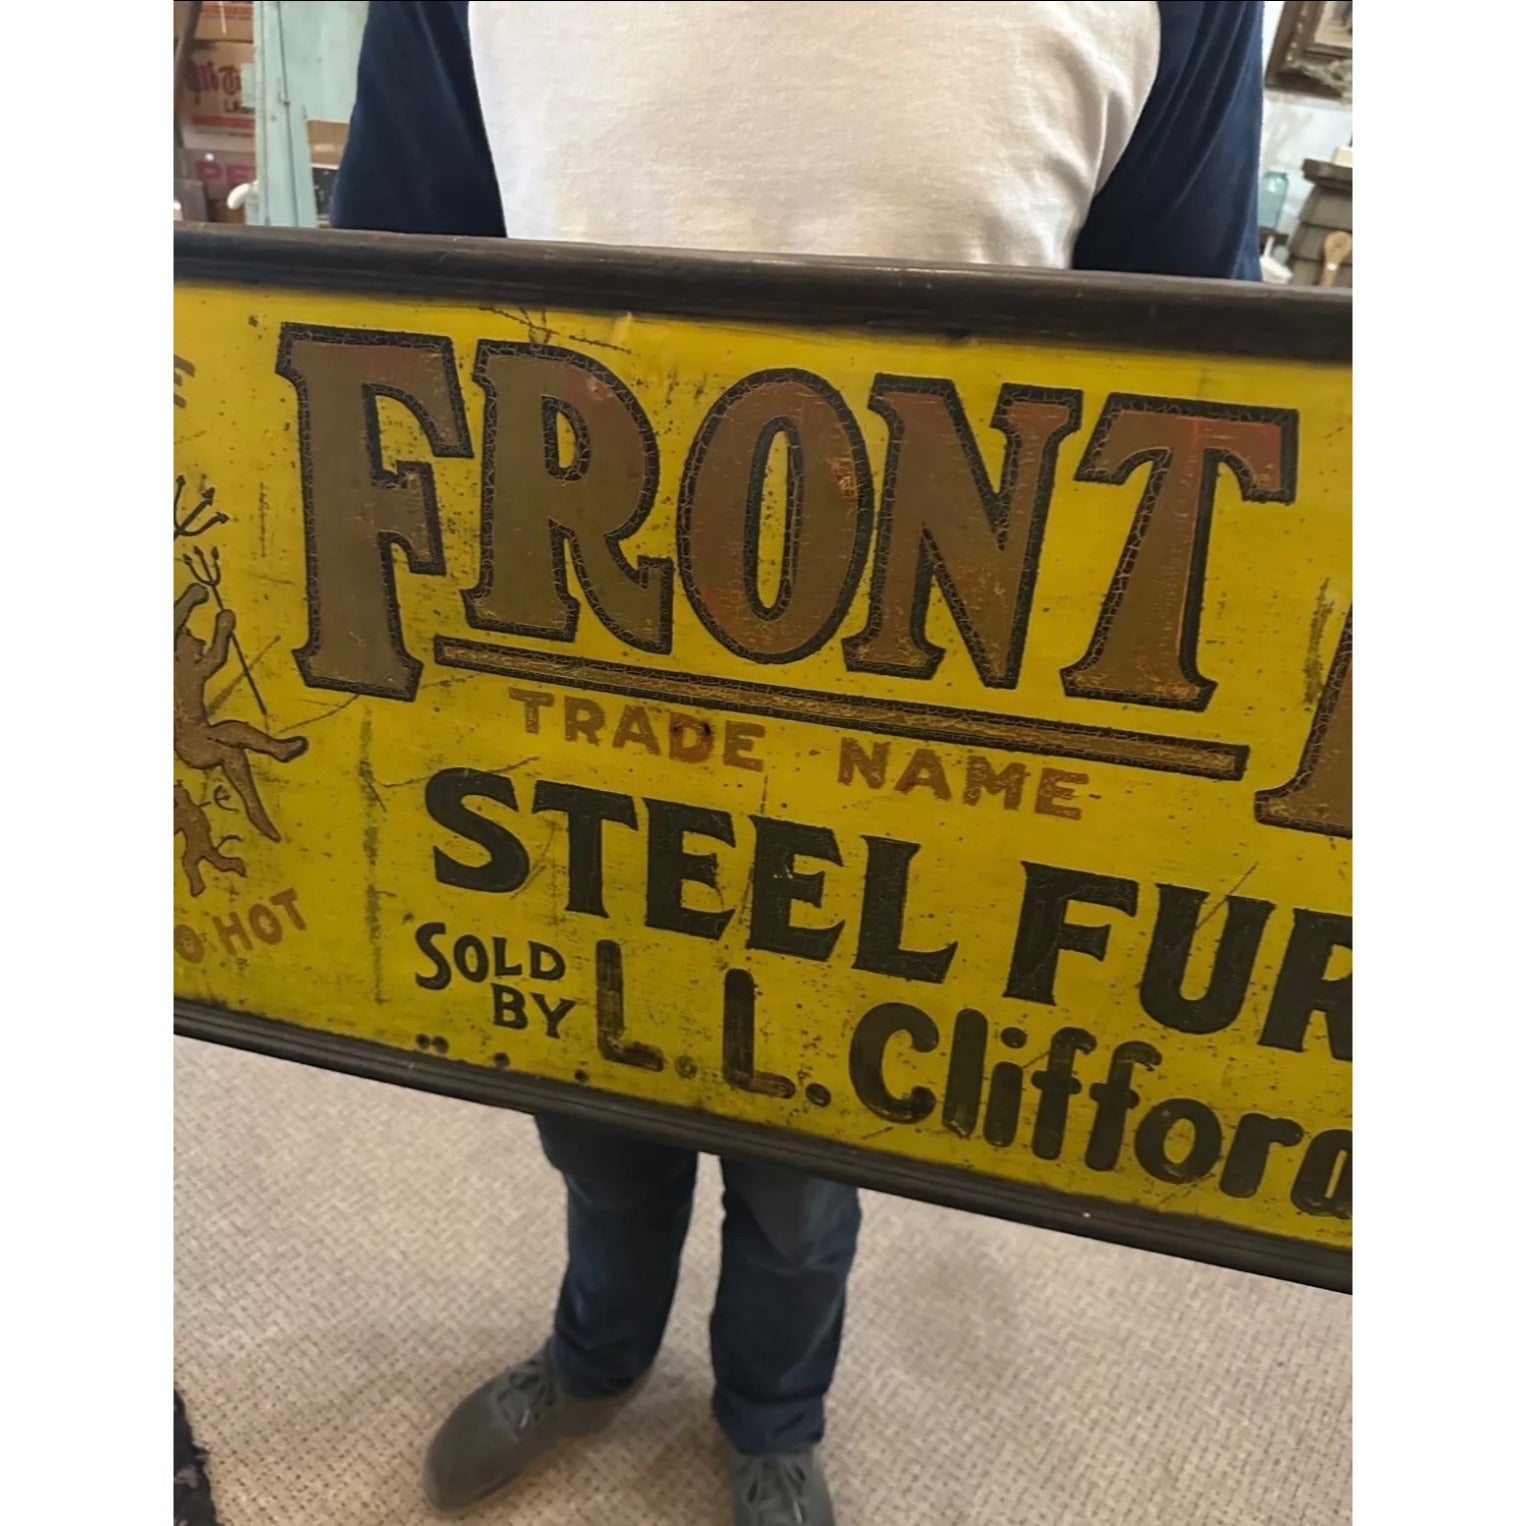 FRONT
TRADE NAME
STEEL FUR
SOLD BY L.L. Clifford
HOT